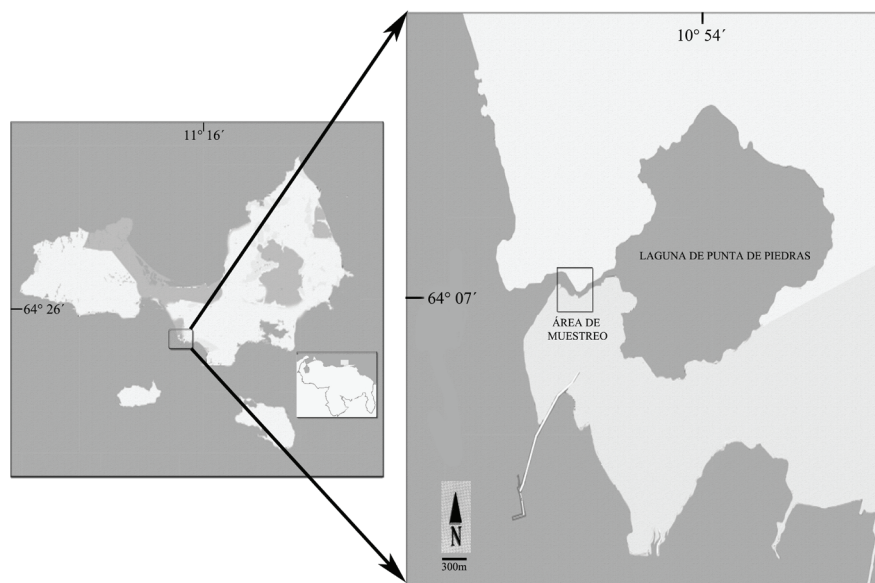 11° 16´
64° 26´
10° 54´
LAGUNA DE PUNTA DE PIEDRAS
64° 07´
ÁREA DE
MUESTREO
N
300m